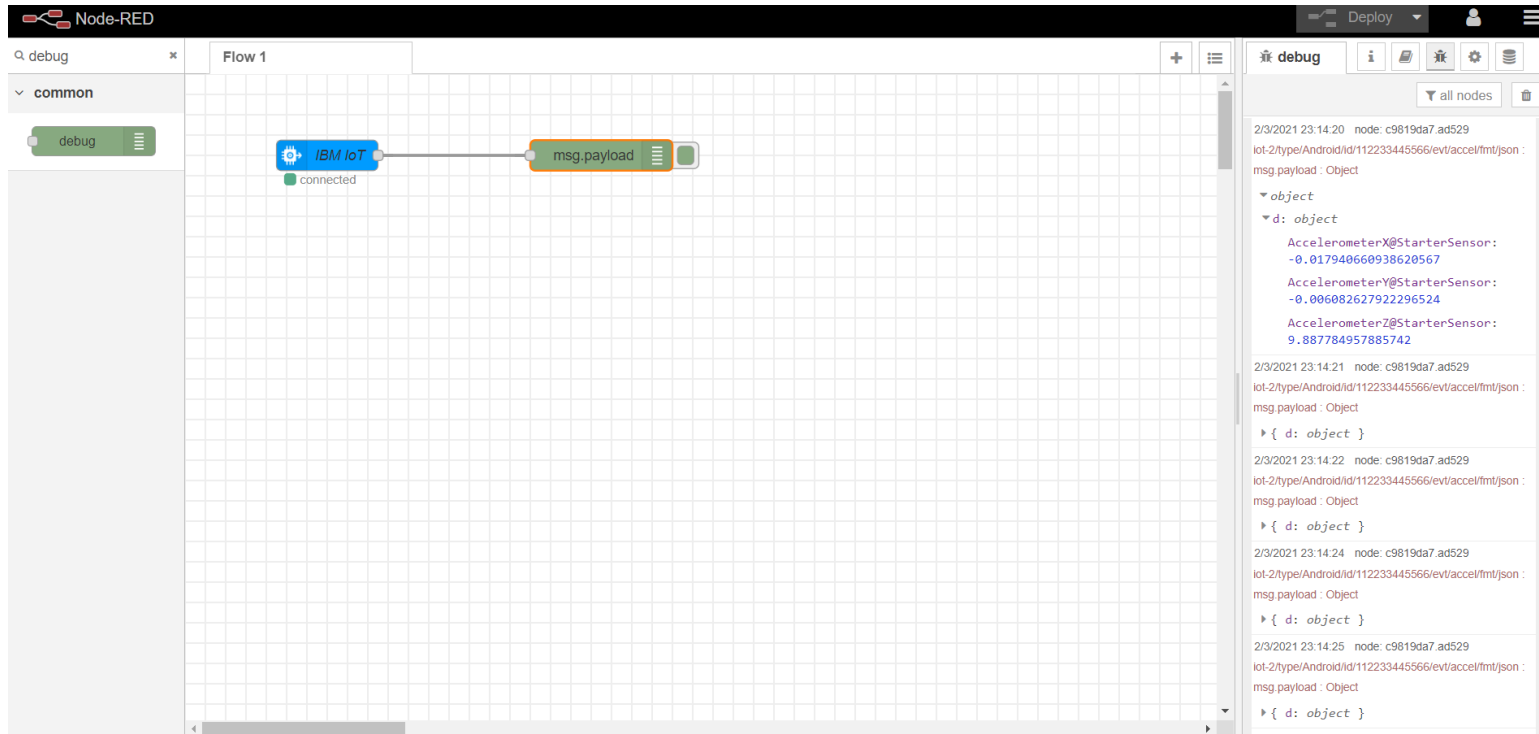 Node-RED
Deploy
debug
common
debug
Flow 1
IBM IoT
connected
msg.payload
debug
i
all nodes
2/3/2021 23:14:20 node: c9819da7.ad529
iot-2/type/Android/id/112233445566/evt/accel/fmt/json :
msg.payload : Object
object
d: object
AccelerometerX@StarterSensor:
-0.017940660938620567
AccelerometerY@StarterSensor:
-0.006082627922296524
AccelerometerZ@StarterSensor:
9.887784957885742
2/3/2021 23:14:21 node: c9819da7.ad529
iot-2/type/Android/id/112233445566/evt/accel/fmt/json :
msg.payload : Object
{ d: object }
2/3/2021 23:14:22 node: c9819da7.ad529
iot-2/type/Android/id/112233445566/evt/accel/fmt/json :
msg.payload : Object
{ d: object }
2/3/2021 23:14:24 node: c9819da7.ad529
iot-2/type/Android/id/112233445566/evt/accel/fmt/json :
msg.payload : Object
{ d: object }
2/3/2021 23:14:25 node: c9819da7.ad529
iot-2/type/Android/id/112233445566/evt/accel/fmt/json :
msg.payload : Object
{ d: object }